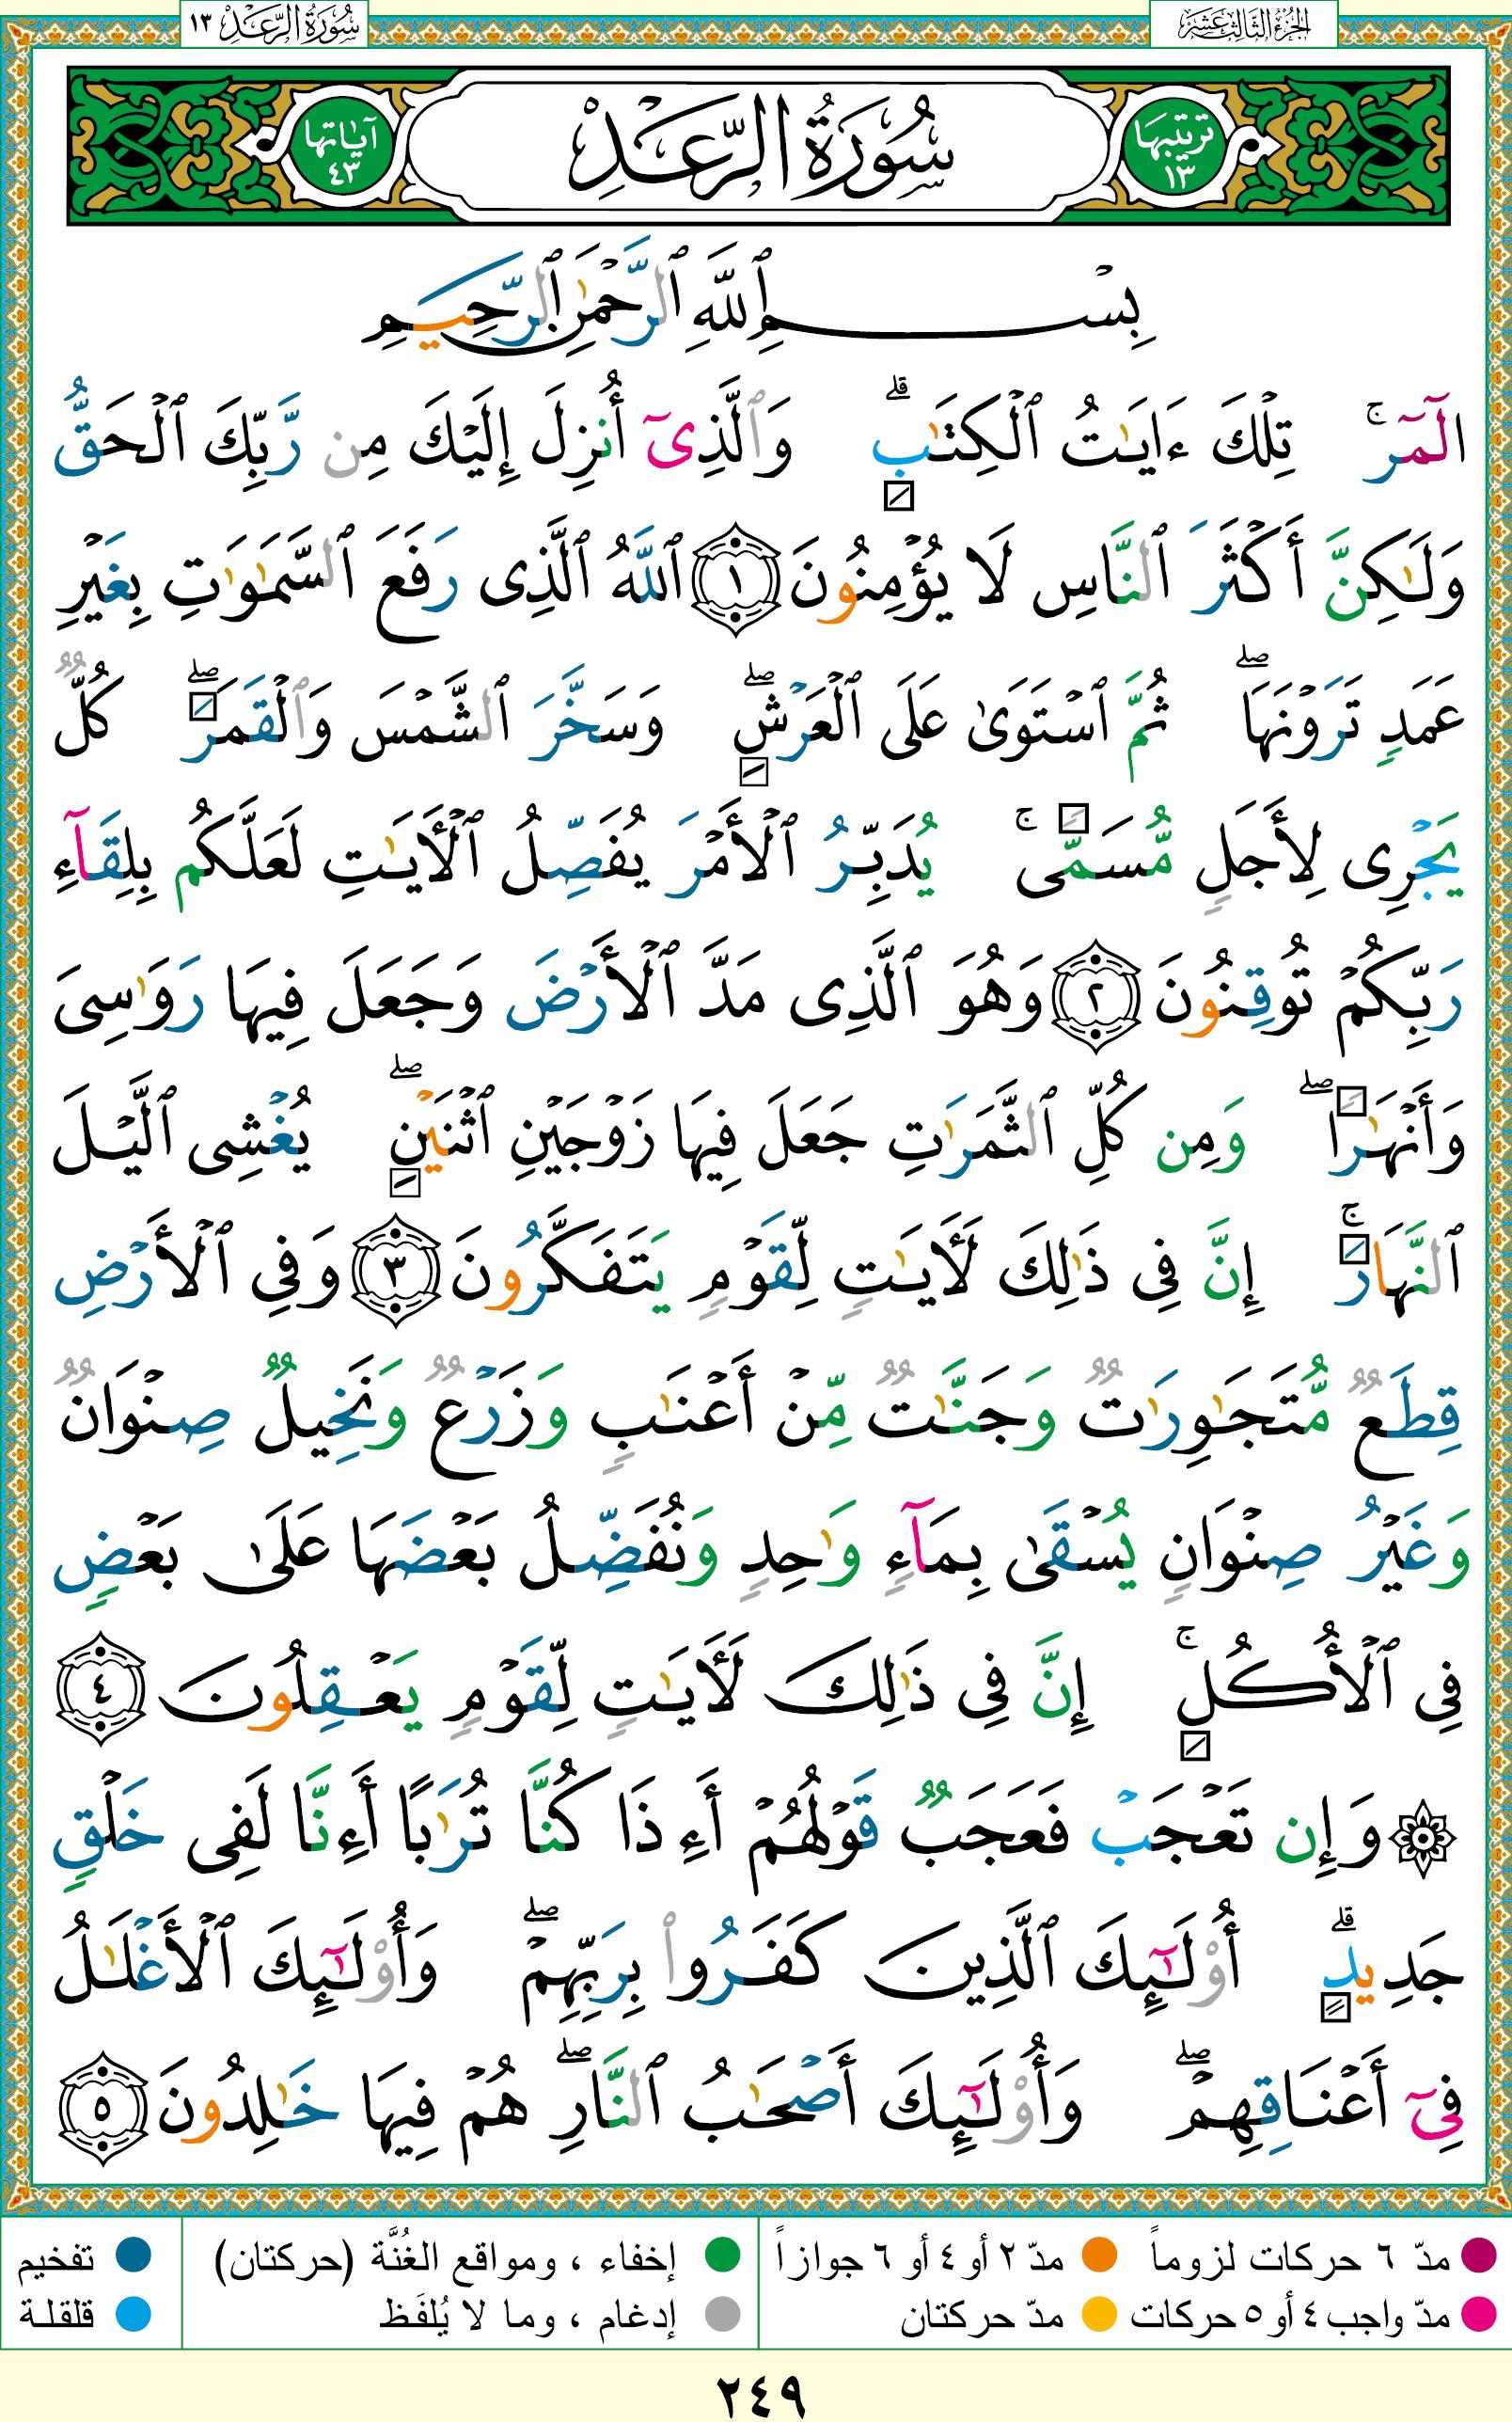 الجزء الثالث عشر
سورة الرعد ١٣
ترتيبها ١٣
سُورَةُ الرَّعْدِ
آياتها ٤٣
بِسْمِ ٱللَّهِ ٱلرَّحْمَٰنِ ٱلرَّحِيمِ
الٓمٓر ۚ تِلْكَ ءَايَٰتُ ٱلْكِتَٰبِ ۗ وَٱلَّذِىٓ أُنزِلَ إِلَيْكَ مِن رَّبِّكَ ٱلْحَقُّ
وَلَٰكِنَّ أَكْثَرَ ٱلنَّاسِ لَا يُؤْمِنُونَ ١ ٱللَّهُ ٱلَّذِى رَفَعَ ٱلسَّمَٰوَٰتِ بِغَيْرِ
عَمَدٍ تَرَوْنَهَا ۖ ثُمَّ ٱسْتَوَىٰ عَلَى ٱلْعَرْشِ ۖ وَسَخَّرَ ٱلشَّمْسَ وَٱلْقَمَرَ ۖ كُلٌّ
يَجْرِى لِأَجَلٍ مُّسَمًّى ۚ يُدَبِّرُ ٱلْأَمْرَ يُفَصِّلُ ٱلْءَايَٰتِ لَعَلَّكُم بِلِقَآءِ
رَبِّكُمْ تُوقِنُونَ ٢ وَهُوَ ٱلَّذِى مَدَّ ٱلْأَرْضَ وَجَعَلَ فِيهَا رَوَٰسِىَ
وَأَنْهَٰرًا ۖ وَمِن كُلِّ ٱلثَّمَرَٰتِ جَعَلَ فِيهَا زَوْجَيْنِ ٱثْنَيْنِ ۖ يُغْشِى ٱلَّيْلَ
ٱلنَّهَارَ ۚ إِنَّ فِى ذَٰلِكَ لَءَايَٰتٍ لِّقَوْمٍ يَتَفَكَّرُونَ ٣ وَفِى ٱلْأَرْضِ
قِطَعٌ مُّتَجَٰوِرَٰتٌ وَجَنَّٰتٌ مِّنْ أَعْنَٰبٍ وَزَرْعٌ وَنَخِيلٌ صِنْوَانٌ
وَغَيْرُ صِنْوَانٍ يُسْقَىٰ بِمَآءٍ وَٰحِدٍ وَنُفَضِّلُ بَعْضَهَا عَلَىٰ بَعْضٍ
فِى ٱلْأُكُلِ ۚ إِنَّ فِى ذَٰلِكَ لَءَايَٰتٍ لِّقَوْمٍ يَعْقِلُونَ ٤
۞ وَإِن تَعْجَبْ فَعَجَبٌ قَوْلُهُمْ أَءِذَا كُنَّا تُرَٰبًا أَءِنَّا لَفِى خَلْقٍ
جَدِيدٍ ۗ أُو۟لَٰٓئِكَ ٱلَّذِينَ كَفَرُوا۟ بِرَبِّهِمْ ۖ وَأُو۟لَٰٓئِكَ ٱلْأَغْلَٰلُ
فِىٓ أَعْنَاقِهِمْ ۖ وَأُو۟لَٰٓئِكَ أَصْحَٰبُ ٱلنَّارِ ۖ هُمْ فِيهَا خَٰلِدُونَ ٥
مدّ ٦ حركات لزوماً مدّ ٢ أو ٤ أو ٦ جوازاً إخفاء ، ومواقع الغُنَّة (حركتان) تفخيم
مدّ واجب ٤ أو ٥ حركات مدّ حركتان إدغام ، وما لا يُلفَظ قلقلة
٢٤٩